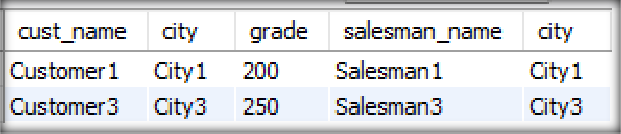 cust_name city grade salesman_name city
Customer1 City1 200 Salesman1 City1
Customer3 City3 250 Salesman3 City3